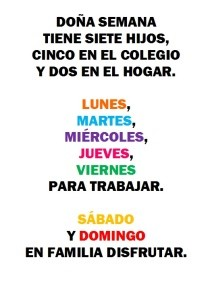 DOÑA SEMANA
TIENE SIETE HIJOS,
CINCO EN EL COLEGIO
Y DOS EN EL HOGAR.
LUNES,
MARTES,
MIÉRCOLES,
JUEVES,
VIERNES
PARA TRABAJAR.
SÁBADO
Y DOMINGO
EN FAMILIA DISFRUTAR.